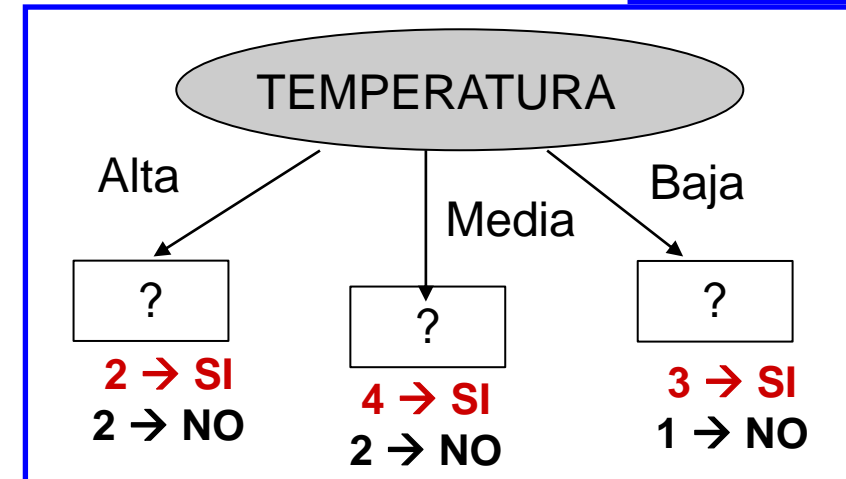 TEMPERATURA
Alta
Media
Baja
?
?
?
2 → SI
2 → NO
4 → SI
2 → NO
3 → SI
1 → NO